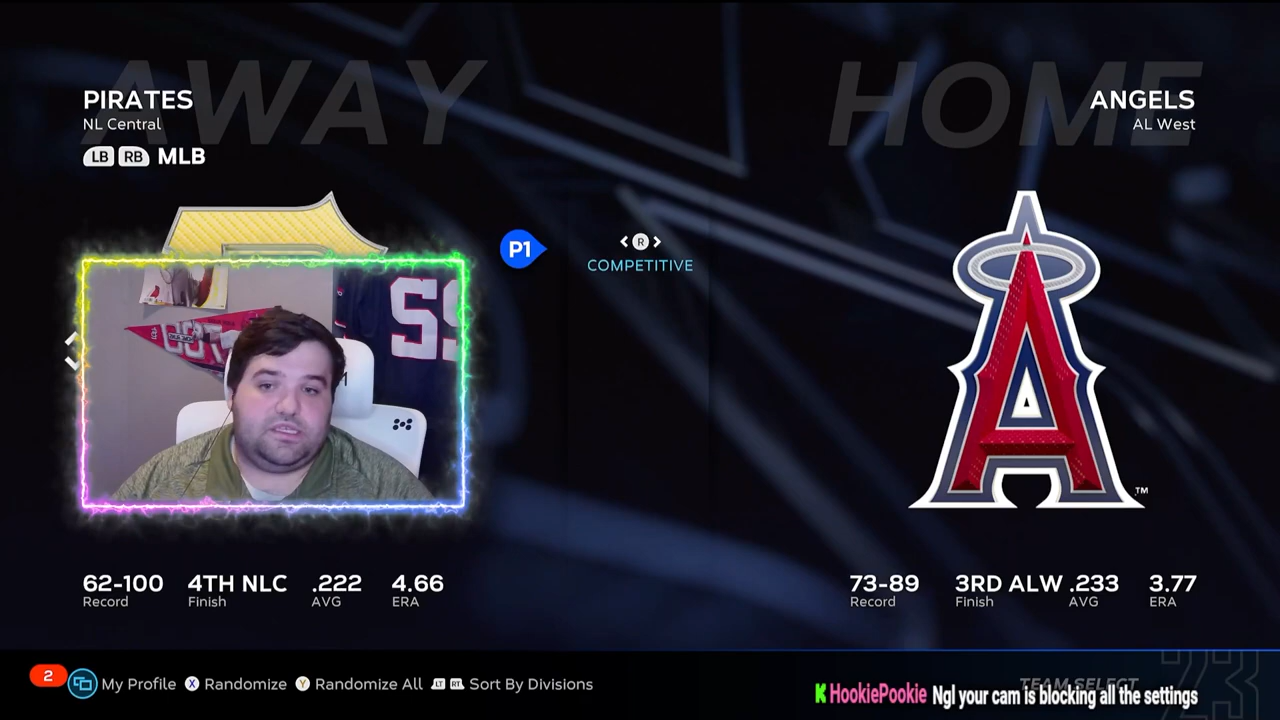 AWAY
HOME
PIRATES
NL Central
LB RB MLB
ANGELS
AL West
P1
R
COMPETITIVE
A
TM
62-100
Record
4TH NLC
Finish
.222
AVG
4.66
ERA
73-89
Record
3RD ALW
Finish
.233
AVG
3.77
ERA
2
My Profile
X Randomize
Y Randomize All
LT RT Sort By Divisions
TEAM SELECT
23
HookiePookie Ngl your cam is blocking all the settings